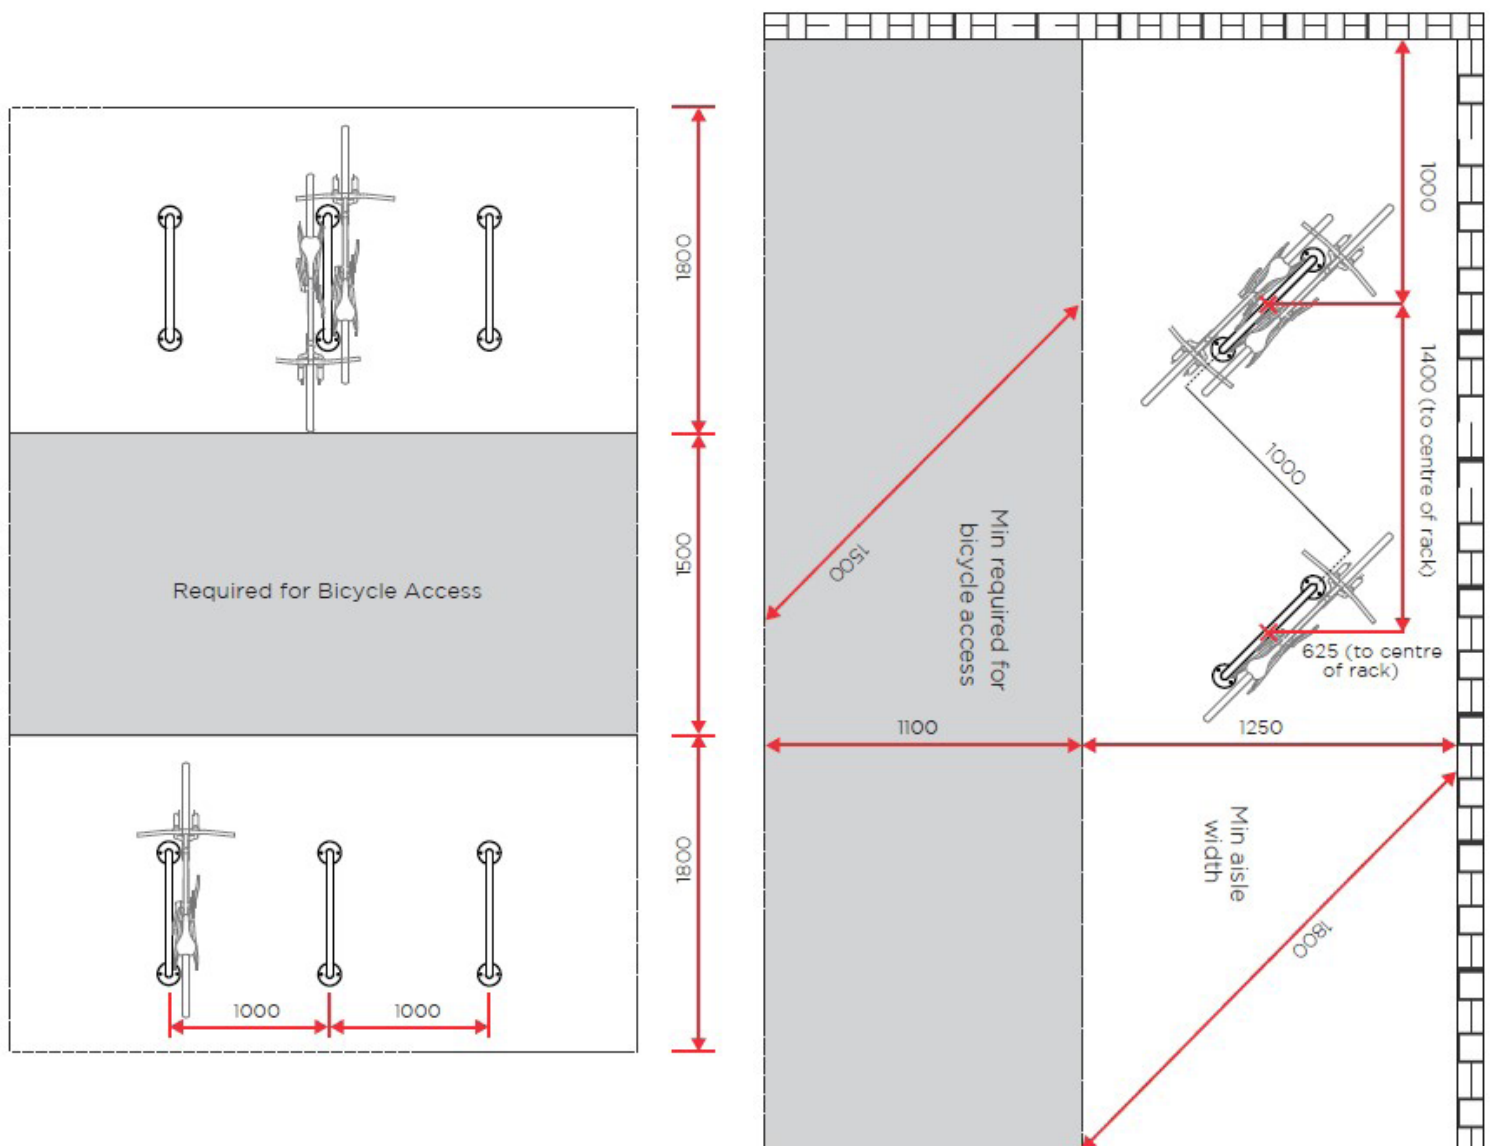 1800
1500
Required for Bicycle Access
1800
1000
1000
1000
1400 (to centre of rack)
1000
1500
Min required for
bicycle access
625 (to centre
of rack)
1100
1250
Min aisle
width
1800